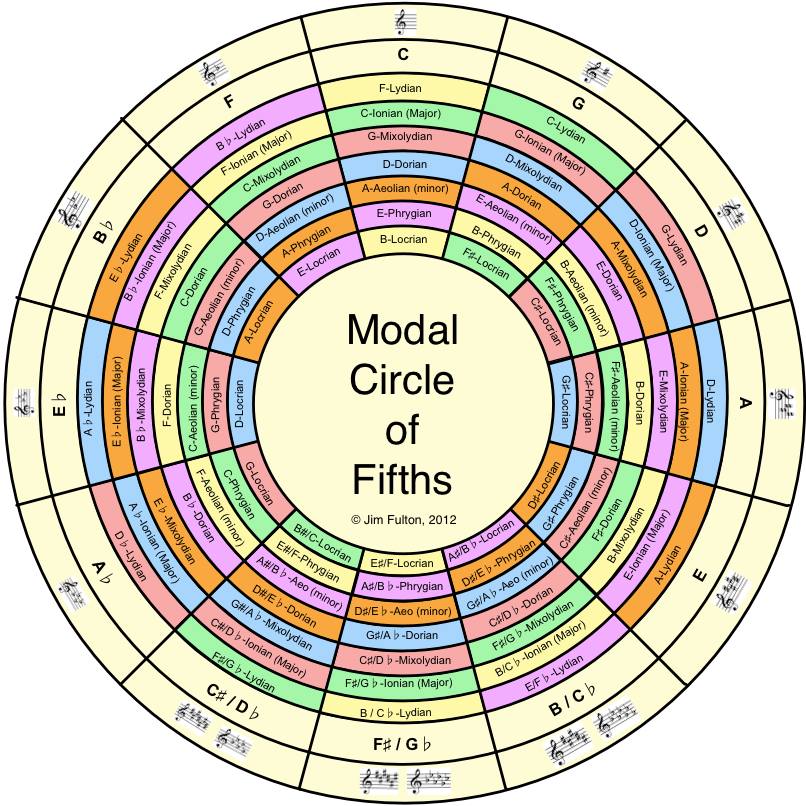 C
F-Lydian
C-Ionian (Major)
G-Mixolydian
D-Dorian
A-Aeolian (minor)
E-Phrygian
B-Locrian
G
C-Lydian
G-Ionian (Major)
D-Mixolydian
A-Dorian
E-Aeolian (minor)
B-Phrygian
F♯-Locrian
D
G-Lydian
D-Ionian (Major)
A-Mixolydian
E-Dorian
B-Aeolian (minor)
F♯-Phrygian
C♯-Locrian
A
D-Lydian
A-Ionian (Major)
E-Mixolydian
B-Dorian
F♯-Aeolian (minor)
C♯-Phrygian
G♯-Locrian
E
A-Lydian
E-Ionian (Major)
B-Mixolydian
F♯-Dorian
C♯-Aeolian (minor)
G♯-Phrygian
D♯-Locrian
B / C♭
E/F♭-Lydian
B/C♭-Ionian (Major)
F♯/G♭-Mixolydian
C♯/D♭-Dorian
G♯/A♭-Aeo (minor)
D♯/E♭-Phrygian
A♯/B♭-Locrian
F♯ / G♭
B / C♭-Lydian
F♯/G♭-Ionian (Major)
C♯/D♭-Mixolydian
G♯/A♭-Dorian
D♯/E♭-Aeo (minor)
A♯/B♭-Phrygian
E♯/F-Locrian
C♯ / D♭
F♯/G♭-Lydian
C#/D♭-Ionian (Major)
G#/A♭-Mixolydian
D#/E♭-Dorian
A#/B♭-Aeo (minor)
E#/F-Phrygian
B#/C-Locrian
A♭
D♭-Lydian
A♭-Ionian (Major)
E♭-Mixolydian
B♭-Dorian
F-Aeolian (minor)
C-Phrygian
G-Locrian
E♭
A♭-Lydian
E♭-Ionian (Major)
B♭-Mixolydian
F-Dorian
C-Aeolian (minor)
G-Phrygian
D-Locrian
B♭
E♭-Lydian
B♭-Ionian (Major)
F-Mixolydian
C-Dorian
G-Aeolian (minor)
D-Phrygian
A-Locrian
F
B♭-Lydian
F-Ionian (Major)
C-Mixolydian
G-Dorian
D-Aeolian (minor)
A-Phrygian
E-Locrian
Modal
Circle
of
Fifths
© Jim Fulton, 2012